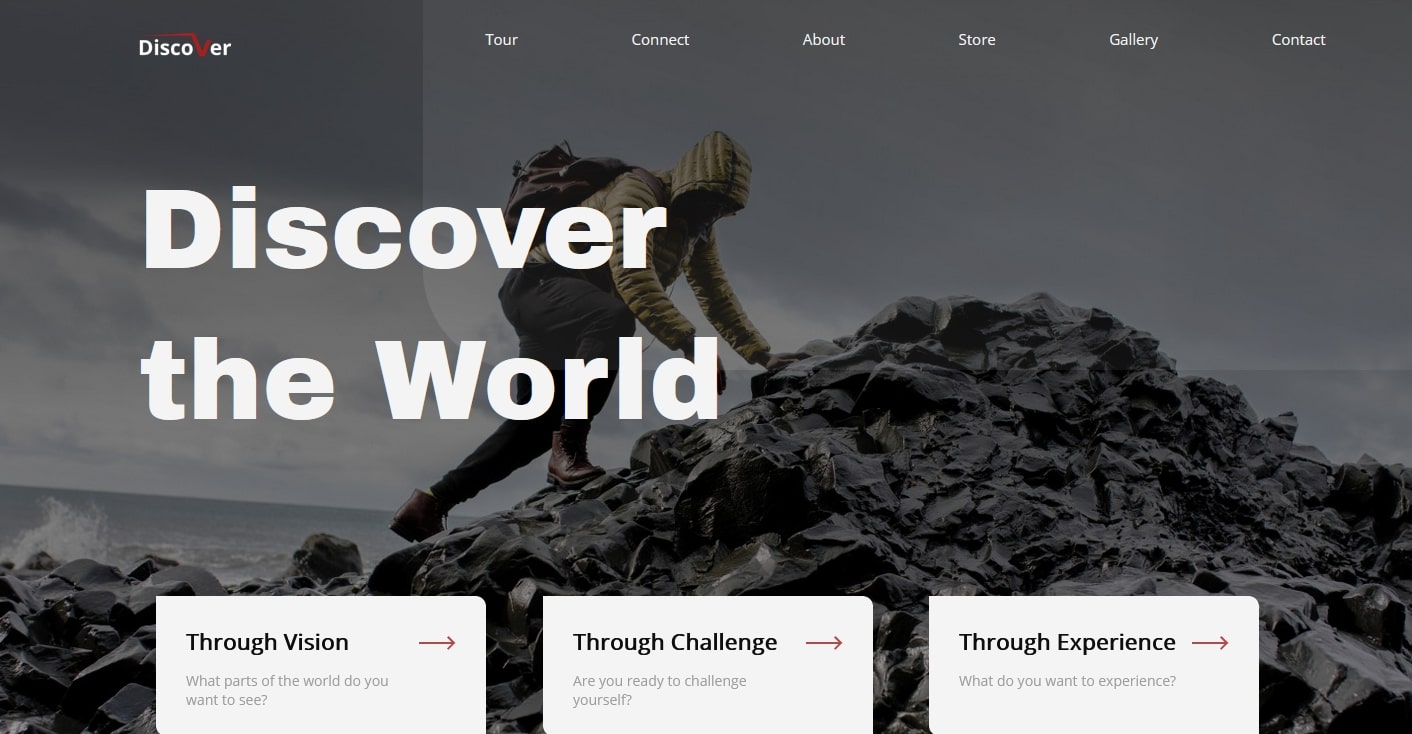 DiscoVer
Tour
Connect
About
Store
Gallery
Contact
Discover
the World
Through Vision
What parts of the world do you
want to see?
Through Challenge
Are you ready to challenge
yourself?
Through Experience
What do you want to experience?